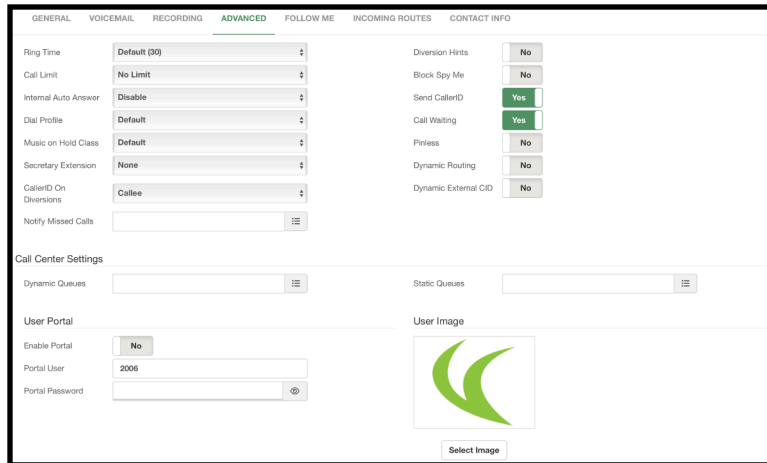 GENERAL VOICEMAIL RECORDING ADVANCED FOLLOW ME INCOMING ROUTES CONTACT INFO
Ring Time Default (30) Diversion Hints No
Call Limit No Limit Block Spy Me No
Internal Auto Answer Disable Send CallerID Yes
Dial Profile Default Call Waiting Yes
Music on Hold Class Default Pinless No
Secretary Extension None Dynamic Routing No
CallerID On
Diversions Callee Dynamic External CID No
Notify Missed Calls
Call Center Settings
Dynamic Queues Static Queues
User Portal User Image
Enable Portal No
Portal User 2006
Portal Password
Select Image